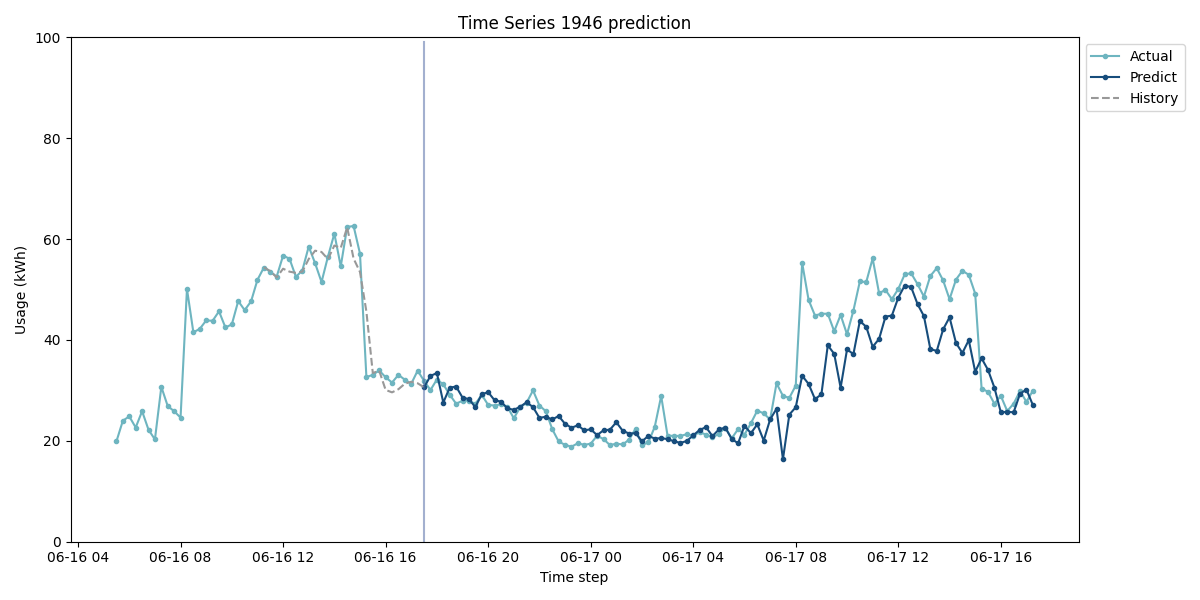 Time Series 1946 prediction
100
80
60
40
20
0
Usage (kWh)
06-16 04
06-16 08
06-16 12
06-16 16
06-16 20
06-17 00
06-17 04
06-17 08
06-17 12
06-17 16
Time step
Actual
Predict
History